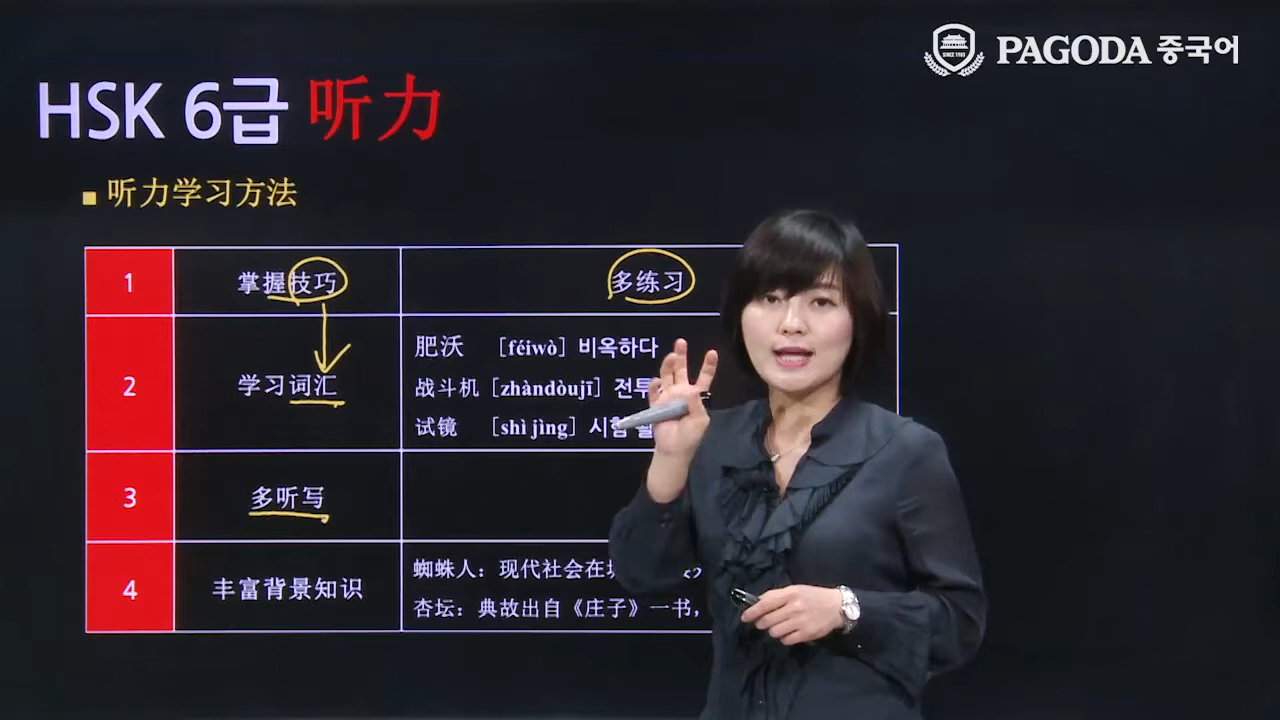 SINCE 1969
PAGODA 중국어
HSK 6급 听力
听力学习方法
1 掌握技巧 多练习
2 学习词汇
肥沃 [féiwò] 비옥하다
战斗机 [zhàndòujī] 전투
试镜 [shì jìng] 시험
3 多听写
4 丰富背景知识
蜘蛛人：现代社会在
杏坛：典故出自《庄子》一书，